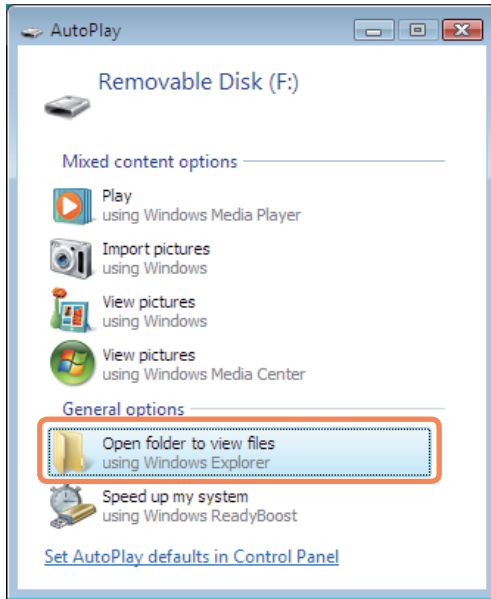 AutoPlay
Removable Disk (F:)
Mixed content options
Play
using Windows Media Player
Import pictures
using Windows
View pictures
using Windows
View pictures
using Windows Media Center
General options
Open folder to view files
using Windows Explorer
Speed up my system
using Windows ReadyBoost
Set AutoPlay defaults in Control Panel